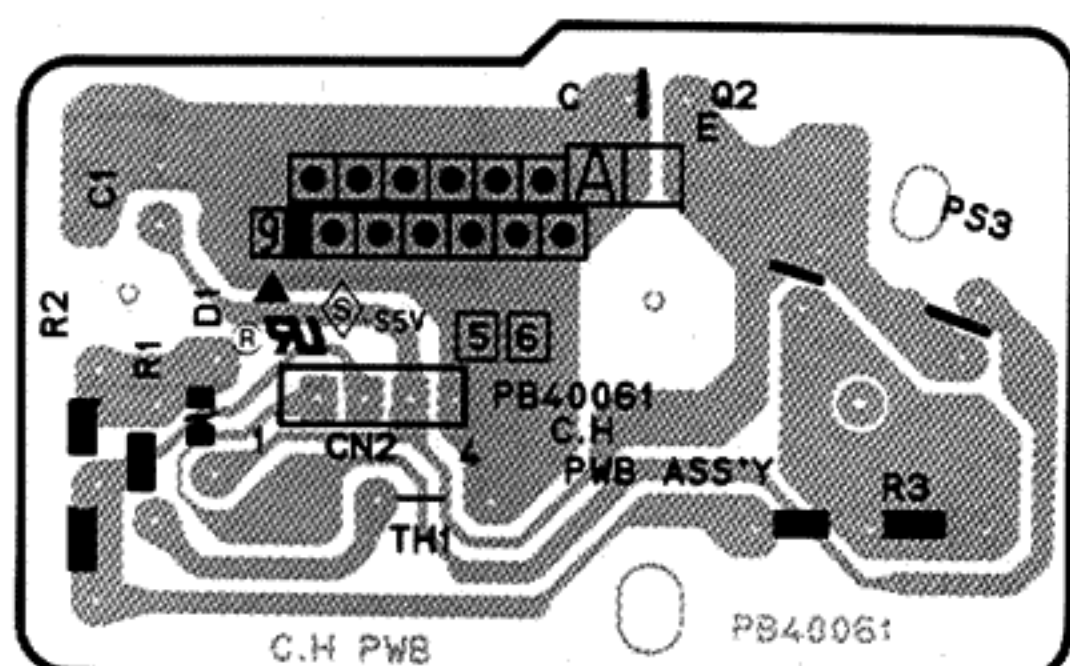 C
Q2
E
A
C1
9
PS3
R2
D1
S
-S5V
R
5 6
R1
PB40061
C.H
1
CN2
4
PWB ASS'Y
R3
TH1
PB40061
C.H PWB